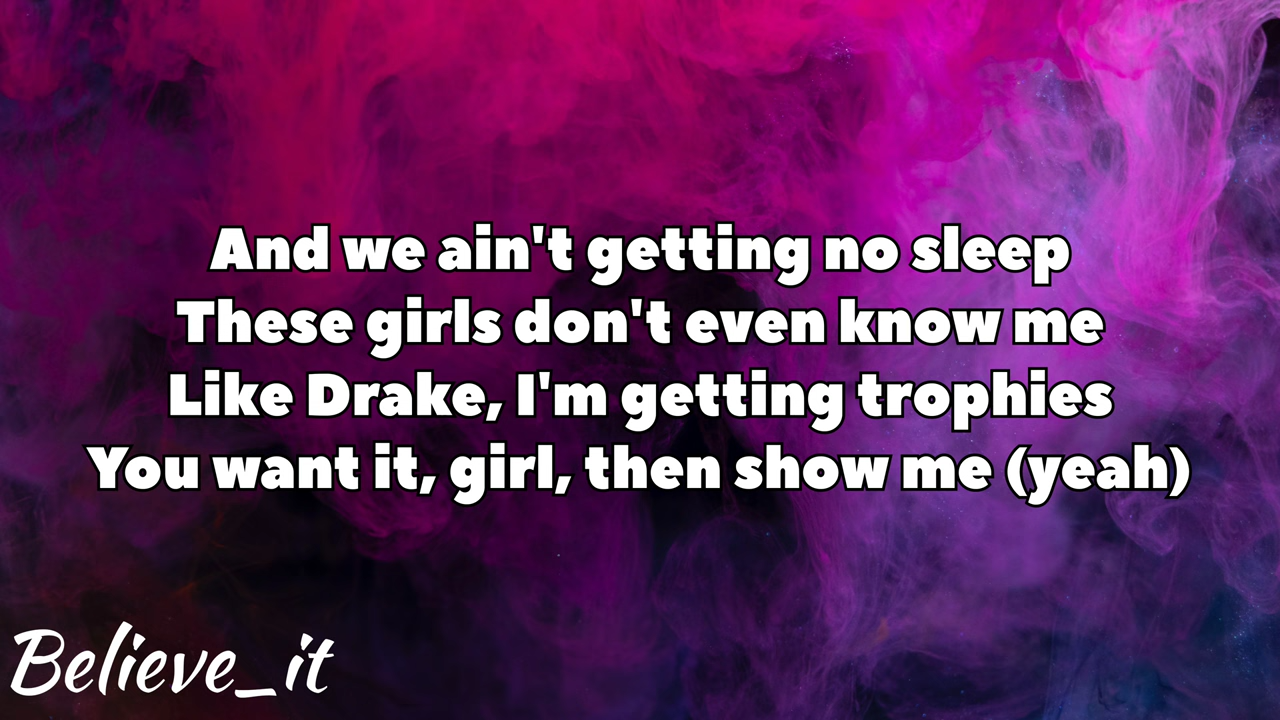 And we ain't getting no sleep
These girls don't even know me
Like Drake, I'm getting trophies
You want it, girl, then show me (yeah)
Believe_it